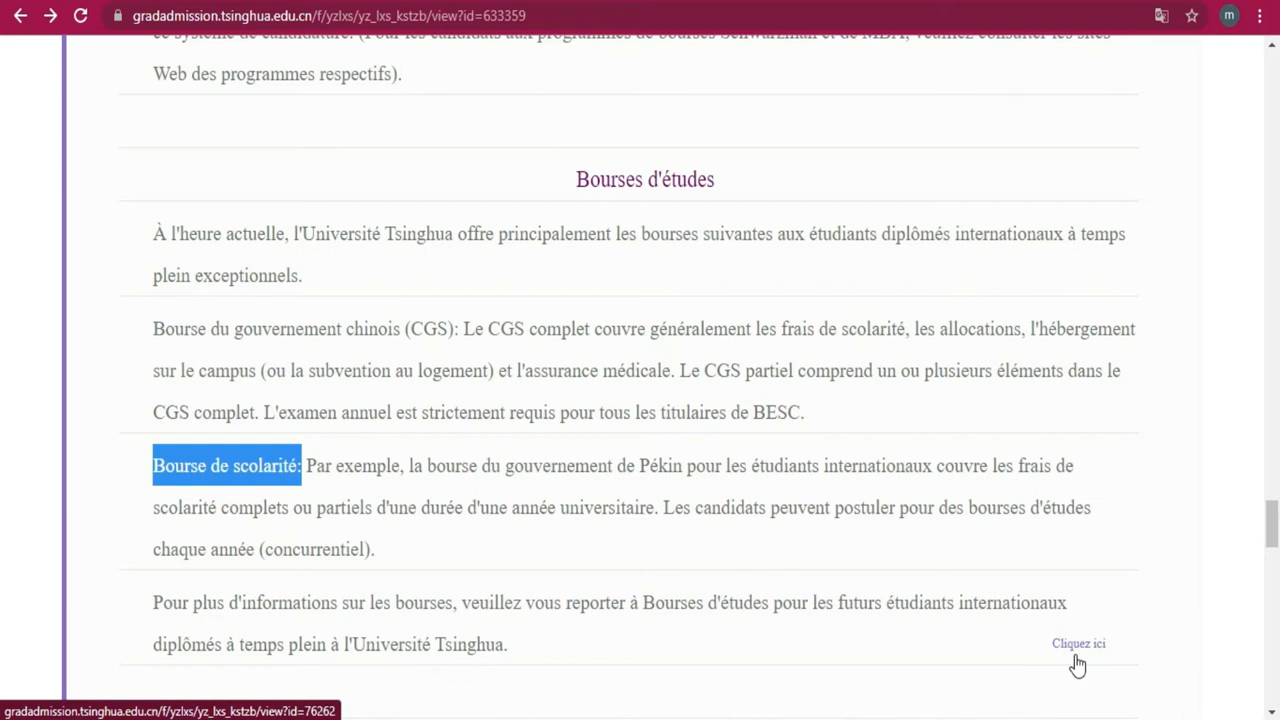 gradadmission.tsinghua.edu.cn/f/yzlxs/yz_lxs_kstzb/view?id=633359
m
ce système de candidature. (Pour les candidats aux programmes de bourses Schwarzman et de MBA, veuillez consulter les sites
Web des programmes respectifs).
Bourses d'études
À l'heure actuelle, l'Université Tsinghua offre principalement les bourses suivantes aux étudiants diplômés internationaux à temps
plein exceptionnels.
Bourse du gouvernement chinois (CGS): Le CGS complet couvre généralement les frais de scolarité, les allocations, l'hébergement
sur le campus (ou la subvention au logement) et l'assurance médicale. Le CGS partiel comprend un ou plusieurs éléments dans le
CGS complet. L'examen annuel est strictement requis pour tous les titulaires de BESC.
Bourse de scolarité: Par exemple, la bourse du gouvernement de Pékin pour les étudiants internationaux couvre les frais de
scolarité complets ou partiels d'une durée d'une année universitaire. Les candidats peuvent postuler pour des bourses d'études
chaque année (concurrentiel).
Pour plus d'informations sur les bourses, veuillez vous reporter à Bourses d'études pour les futurs étudiants internationaux
diplômés à temps plein à l'Université Tsinghua.
Cliquez ici
gradadmission.tsinghua.edu.cn/f/yzlxs/yz_lxs_kstzb/view?id=76262